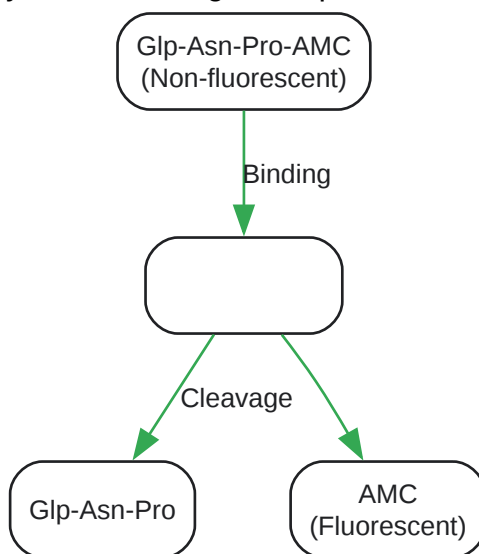 Glp-Asn-Pro-AMC
(Non-fluorescent)
Binding
Cleavage
Glp-Asn-Pro
AMC
(Fluorescent)